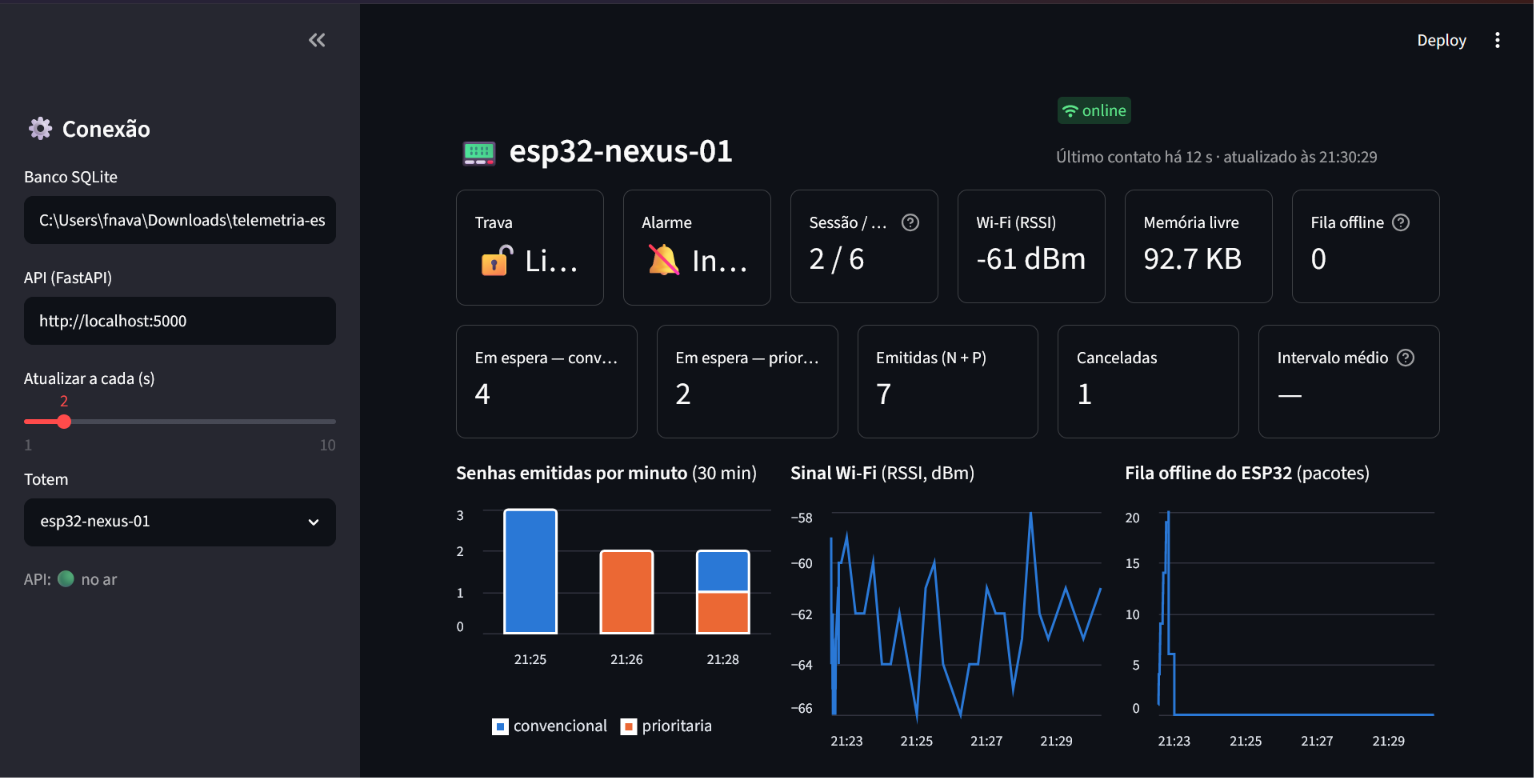 Deploy
Conexão
Banco SQLite
C:\Users\fnava\Downloads\telemetria-es
API (FastAPI)
http://localhost:5000
Atualizar a cada (s)
2
1 10
Totem
esp32-nexus-01
API: no ar
online
esp32-nexus-01
Último contato há 12 s · atualizado às 21:30:29
Trava
Li…
Alarme
In…
Sessão / …
2 / 6
Wi-Fi (RSSI)
-61 dBm
Memória livre
92.7 KB
Fila offline
0
Em espera — conv…
4
Em espera — prior…
2
Emitidas (N + P)
7
Canceladas
1
Intervalo médio
—
Senhas emitidas por minuto (30 min)
3
2
1
0
21:25 21:26 21:28
convencional prioritaria
Sinal Wi-Fi (RSSI, dBm)
−58
−60
−62
−64
−66
21:23 21:25 21:27 21:29
Fila offline do ESP32 (pacotes)
20
15
10
5
0
21:23 21:25 21:27 21:29